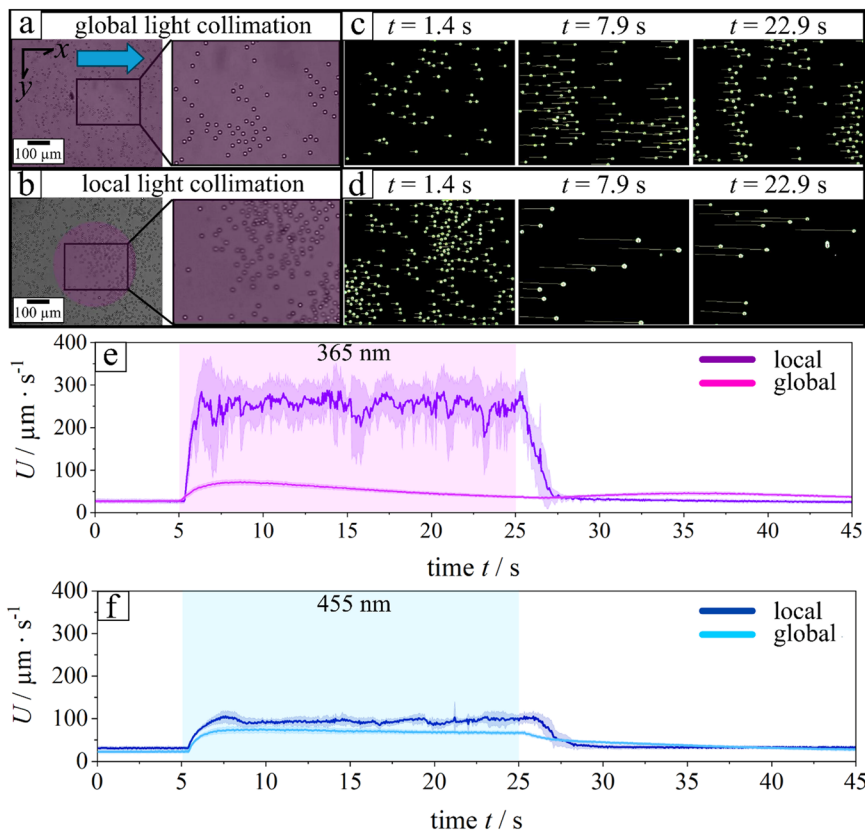 a global light collimation
x
y
100 µm
b local light collimation
100 µm
c t = 1.4 s t = 7.9 s t = 22.9 s
d t = 1.4 s t = 7.9 s t = 22.9 s
e
365 nm
local
global
U / µm · s⁻¹
400
300
200
100
0
0 5 10 15 20 25 30 35 40 45
time t / s
f
455 nm
local
global
U / µm · s⁻¹
400
300
200
100
0
0 5 10 15 20 25 30 35 40 45
time t / s